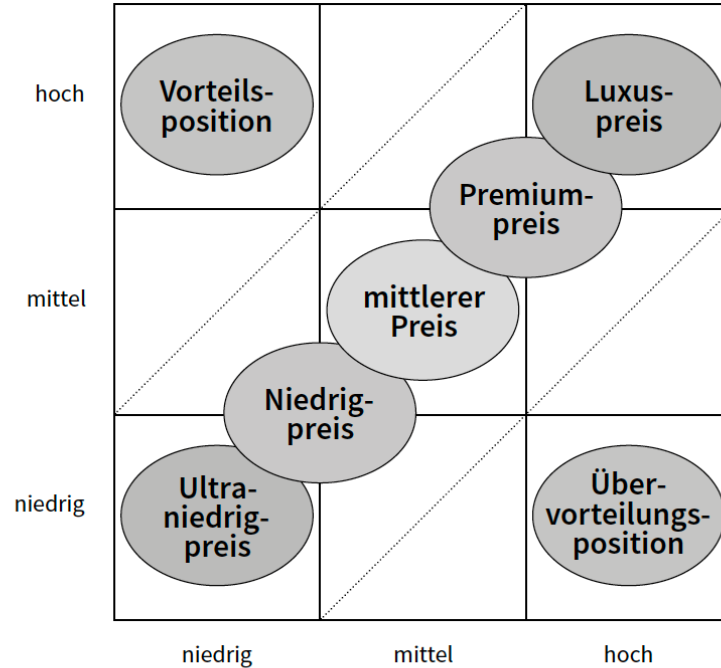 hoch
Vorteils-
position
Luxus-
preis
Premium-
preis
mittel
mittlerer
Preis
Niedrig-
preis
niedrig
Ultra-
niedrig-
preis
Über-
vorteilungs-
position
niedrig
mittel
hoch